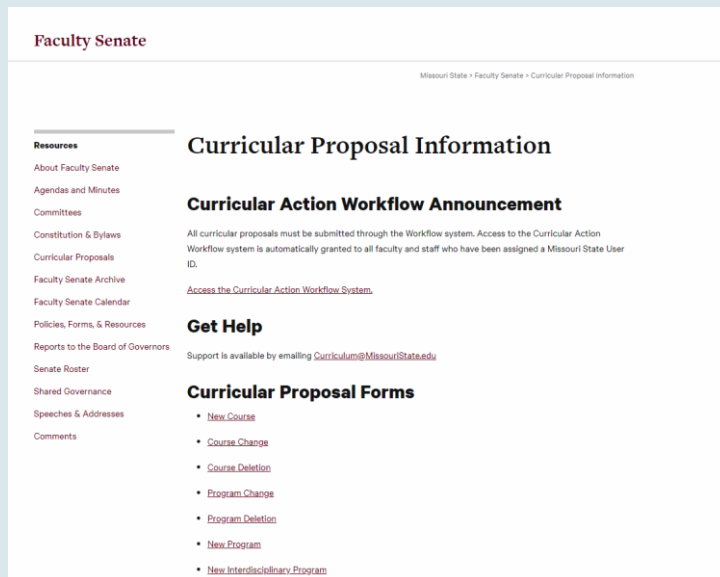 Faculty Senate
Missouri State > Faculty Senate > Curricular Proposal Information
Resources
About Faculty Senate
Agendas and Minutes
Committees
Constitution & Bylaws
Curricular Proposals
Faculty Senate Archive
Faculty Senate Calendar
Policies, Forms, & Resources
Reports to the Board of Governors
Senate Roster
Shared Governance
Speeches & Addresses
Comments
Curricular Proposal Information
Curricular Action Workflow Announcement
All curricular proposals must be submitted through the Workflow system. Access to the Curricular Action
Workflow system is automatically granted to all faculty and staff who have been assigned a Missouri State User
ID.
Access the Curricular Action Workflow System.
Get Help
Support is available by emailing Curriculum@MissouriState.edu
Curricular Proposal Forms
• New Course
• Course Change
• Course Deletion
• Program Change
• Program Deletion
• New Program
• New Interdisciplinary Program